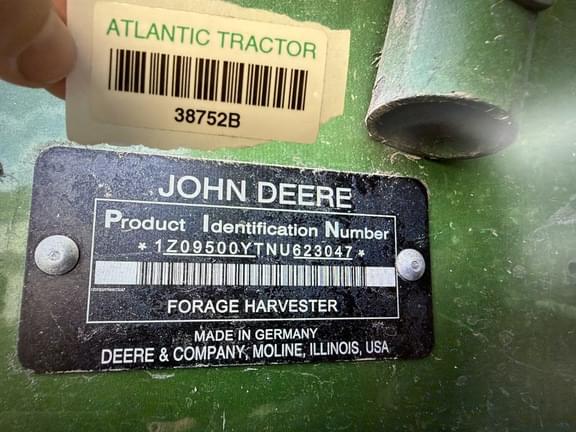 ATLANTIC TRACTOR
38752B
JOHN DEERE
Product Identification Number
*1Z09500YTNU623047*
FORAGE HARVESTER
MADE IN GERMANY
DEERE & COMPANY, MOLINE, ILLINOIS, USA